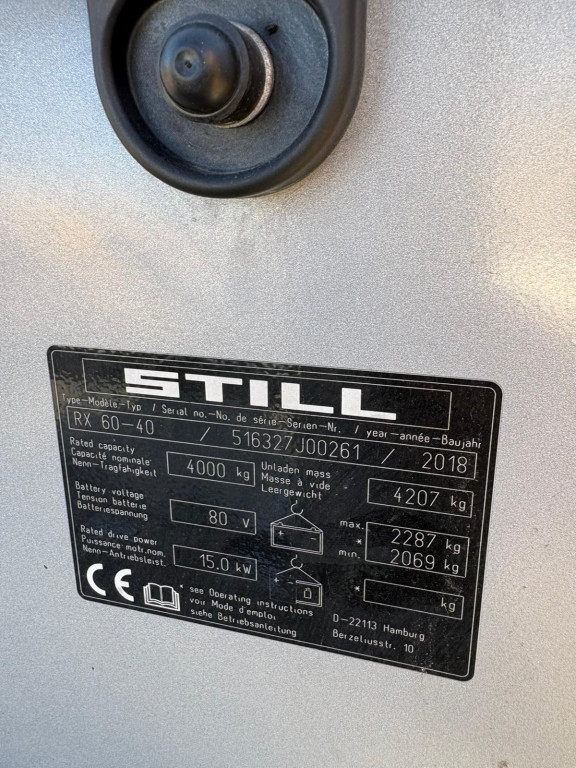 STILL
Type-Modèle-Typ / Serial no.-No. de série-Serien-Nr. / year-année-Baujahr
RX 60-40 / 516327J00261 / 2018
Rated capacity
Capacité nominale
Nenn-Tragfähigkeit
4000 kg
Unladen mass
Masse à vide
Leergewicht
4207 kg
Battery voltage
Tension batterie
Batteriespannung
80 V
max. 2287 kg
* min. 2069 kg
Rated drive power
Puissance motr.nom.
Nenn-Antriebsleist.
15.0 kW
* kg
CE
* see Operating instructions
voir Mode d'emploi
siehe Betriebsanleitung
D-22113 Hamburg
Berzeliusstr. 10